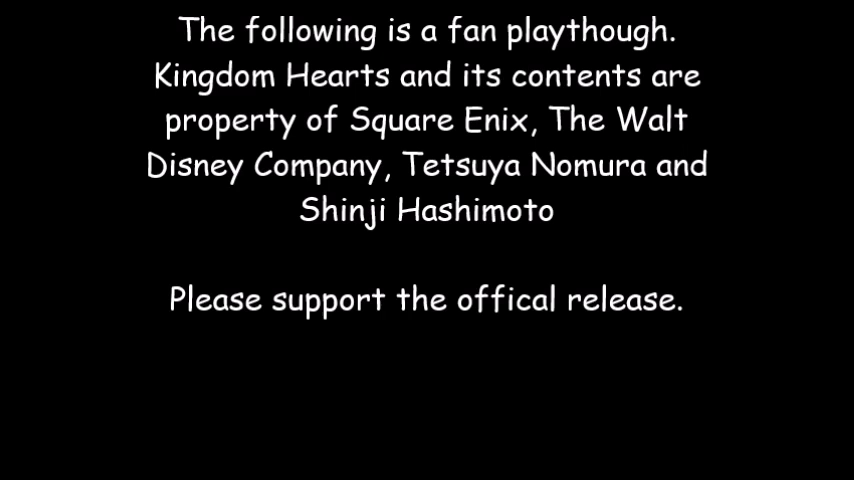 The following is a fan playthough.
Kingdom Hearts and its contents are
property of Square Enix, The Walt
Disney Company, Tetsuya Nomura and
Shinji Hashimoto
Please support the offical release.